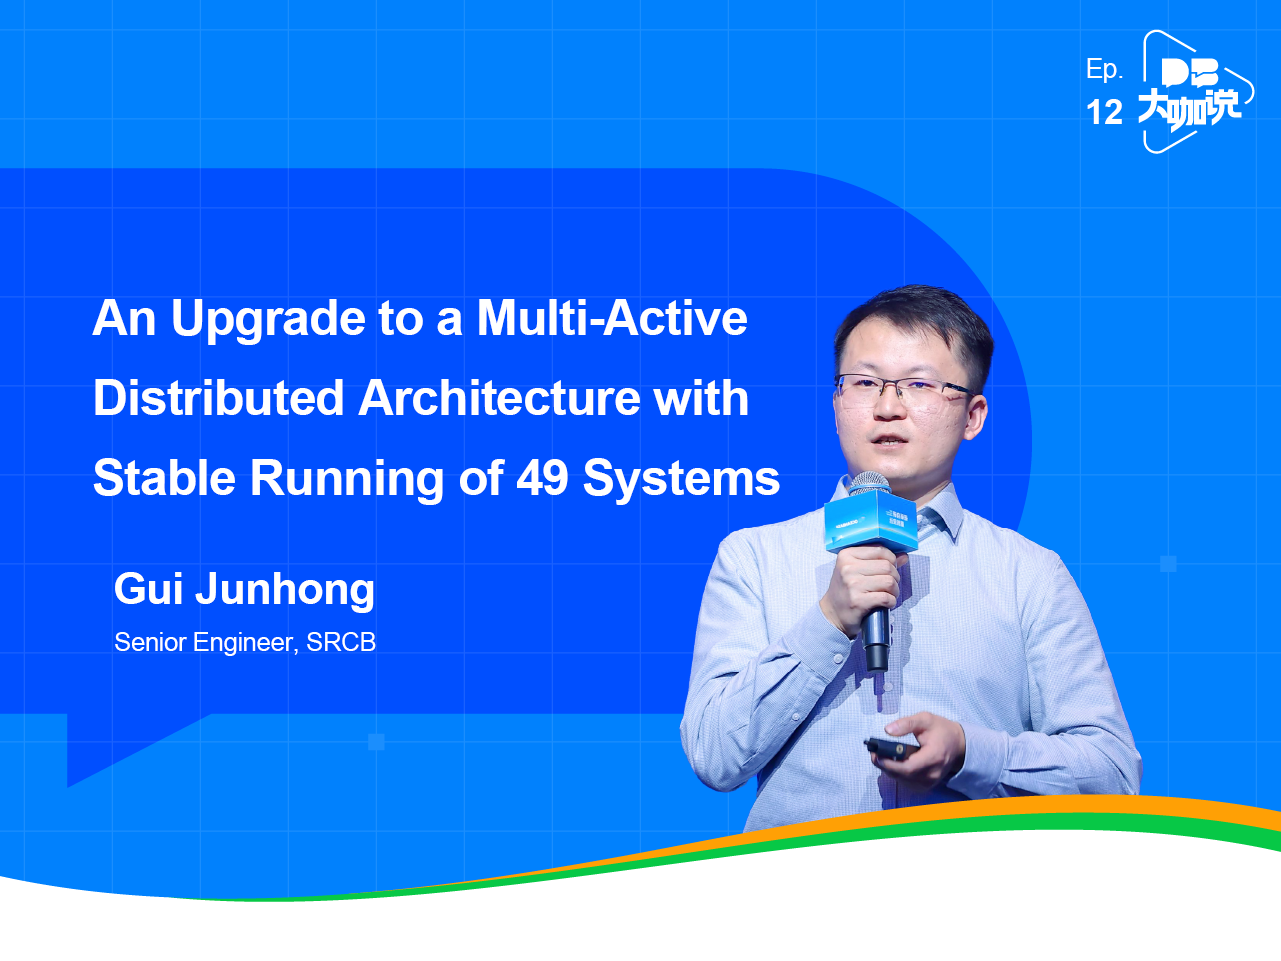 Ep.
12
DB
大咖说
An Upgrade to a Multi-Active
Distributed Architecture with
Stable Running of 49 Systems
Gui Junhong
Senior Engineer, SRCB